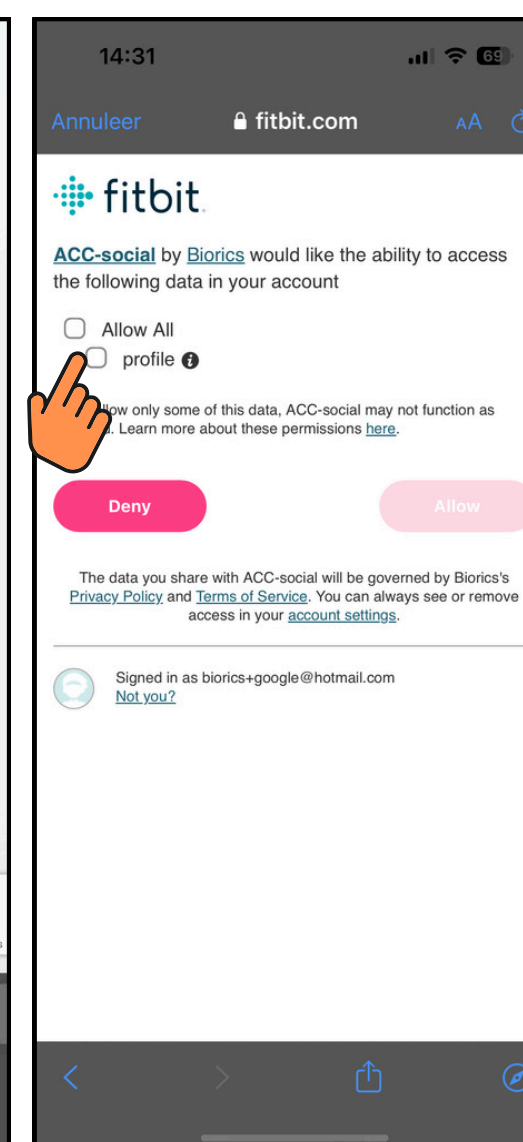 14:31
69
Annuleer fitbit.com AA
fitbit
ACC-social by Biorics would like the ability to access
the following data in your account
Allow All
profile
low only some of this data, ACC-social may not function as
. Learn more about these permissions here.
Deny Allow
The data you share with ACC-social will be governed by Biorics's
Privacy Policy and Terms of Service. You can always see or remove
access in your account settings.
Signed in as biorics+google@hotmail.com
Not you?